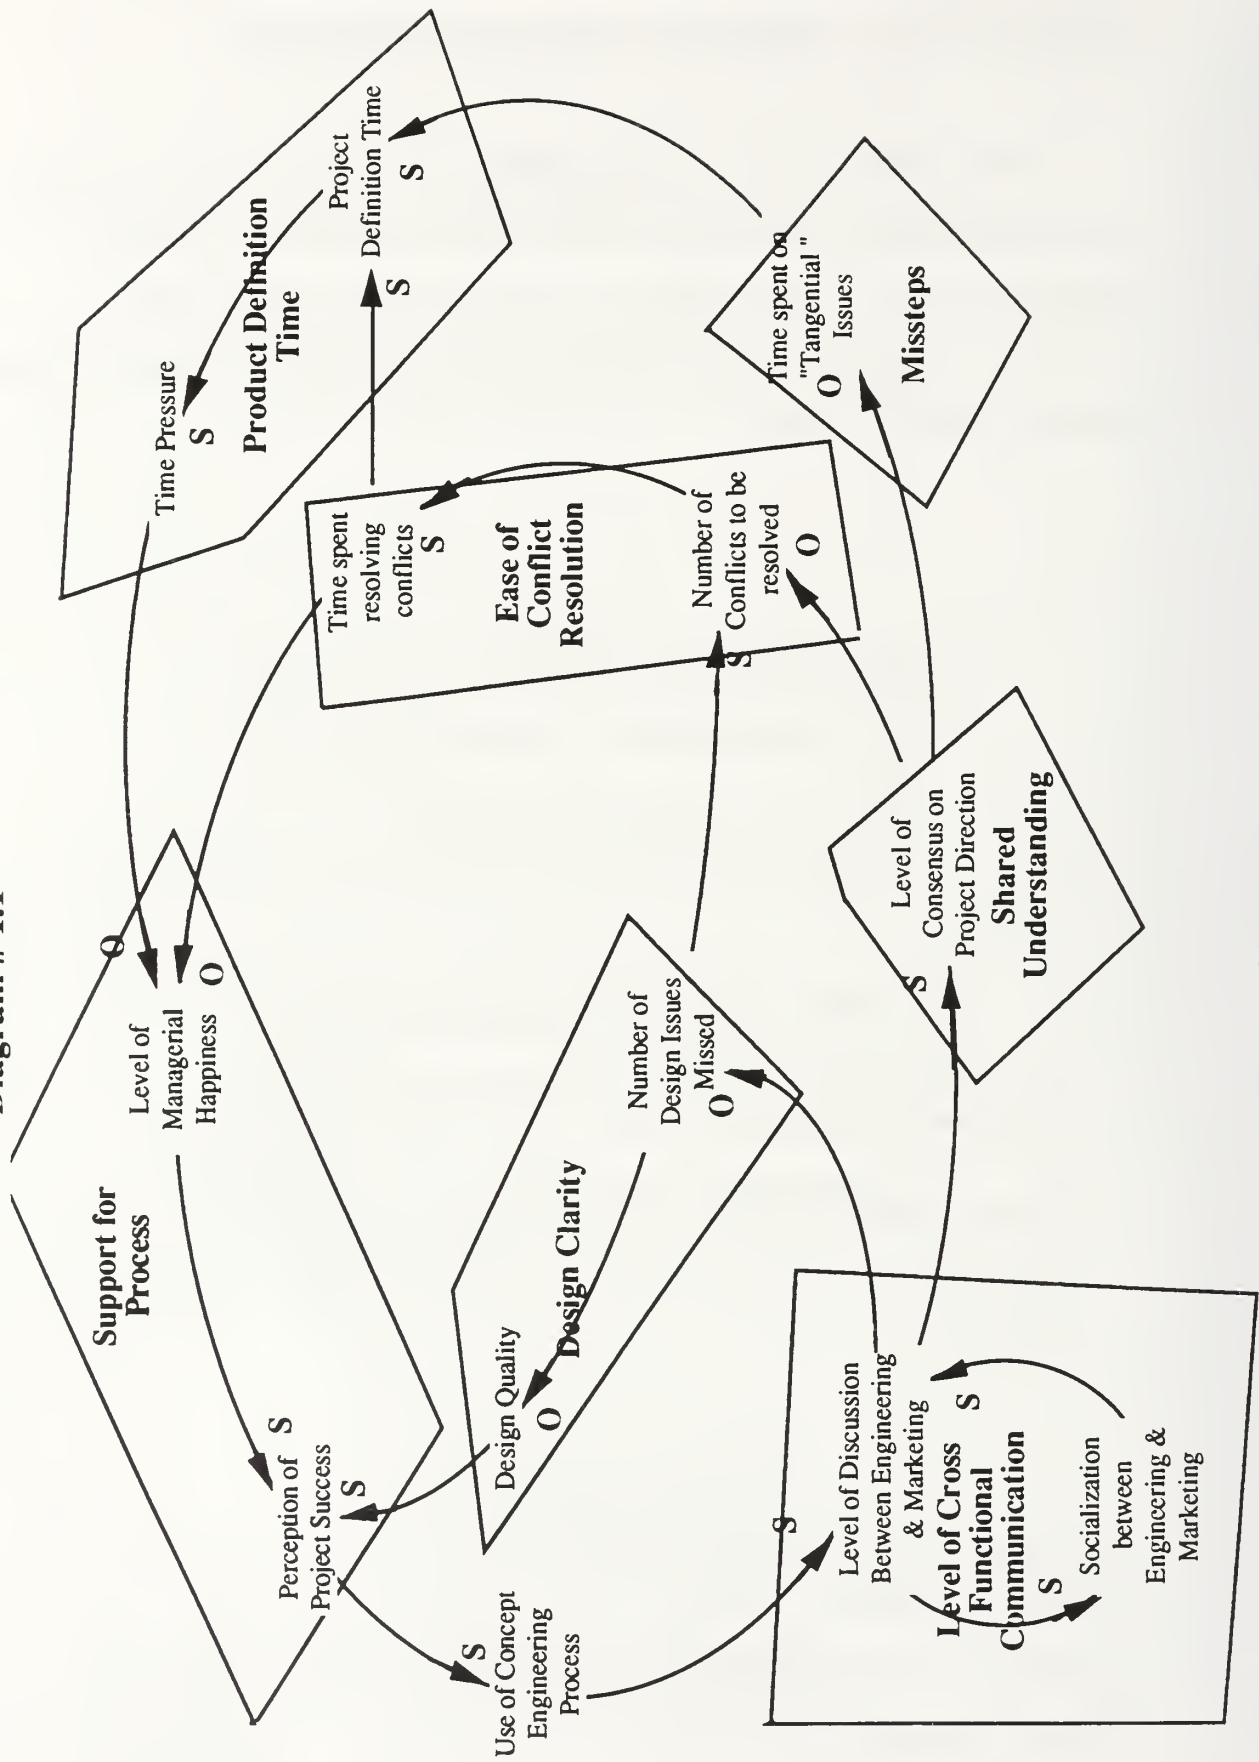 Support for
Process
Level of
Managerial
Happiness
O
O
Time Pressure
S
Product Definition
Time
Project
Definition Time
S
S
Perception of
Project Success
S
S
Time spent
resolving
conflicts
S
Ease of
Conflict
Resolution
Number of
Conflicts to be
resolved
S
O
Use of Concept
Engineering
Process
S
Design Quality
O
Design Clarity
Number of
Design Issues
Missed
O
Time spent on
"Tangential "
Issues
O
Missteps
S
Level of Discussion
Between Engineering
& Marketing
S
Level of Cross
Functional
Communication
S
Socialization
between
Engineering &
Marketing
S
Level of
Consensus on
Project Direction
Shared
Understanding